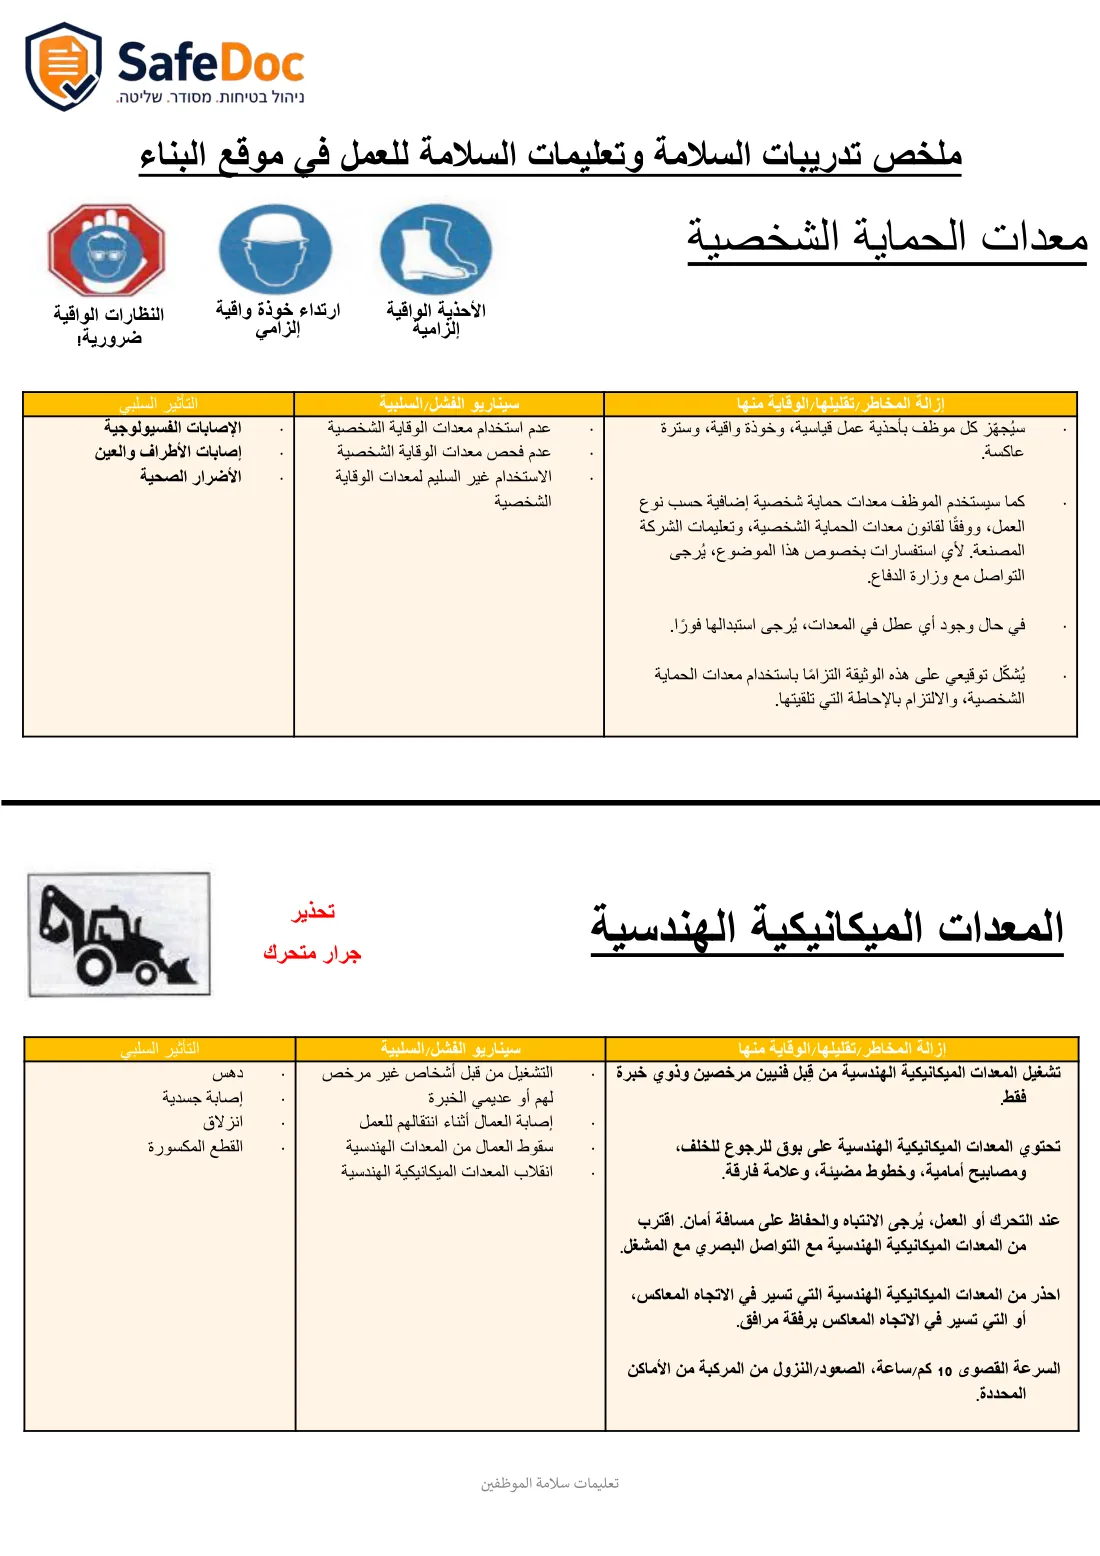 SafeDoc
ניהול בטיחות. מסודר. שליטה.
ملخص تدريبات السلامة وتعليمات السلامة للعمل في موقع البناء
معدات الحماية الشخصية
الأحذية الواقية
إلزامية
ارتداء خوذة واقية
إلزامي
النظارات الواقية
ضرورية!
إزالة المخاطر/تقليلها/الوقاية منها
سيناريو الفشل/السلبية
التأثير السلبي
· سيُجهّز كل موظف بأحذية عمل قياسية، وخوذة واقية، وسترة
عاكسة.
· كما سيستخدم الموظف معدات حماية شخصية إضافية حسب نوع
العمل، ووفقًا لقانون معدات الحماية الشخصية، وتعليمات الشركة
المصنعة. لأي استفسارات بخصوص هذا الموضوع، يُرجى
التواصل مع وزارة الدفاع.
· في حال وجود أي عطل في المعدات، يُرجى استبدالها فورًا.
· يُشكّل توقيعي على هذه الوثيقة التزامًا باستخدام معدات الحماية
الشخصية، والالتزام بالإحاطة التي تلقيتها.
· عدم استخدام معدات الوقاية الشخصية
· عدم فحص معدات الوقاية الشخصية
· الاستخدام غير السليم لمعدات الوقاية
الشخصية
· الإصابات الفسيولوجية
· إصابات الأطراف والعين
· الأضرار الصحية
المعدات الميكانيكية الهندسية
تحذير
جرار متحرك
إزالة المخاطر/تقليلها/الوقاية منها
سيناريو الفشل/السلبية
التأثير السلبي
تشغيل المعدات الميكانيكية الهندسية من قِبل فنيين مرخصين وذوي خبرة
فقط.
تحتوي المعدات الميكانيكية الهندسية على بوق للرجوع للخلف،
ومصابيح أمامية، وخطوط مضيئة، وعلامة فارقة.
عند التحرك أو العمل، يُرجى الانتباه والحفاظ على مسافة أمان. اقترب
من المعدات الميكانيكية الهندسية مع التواصل البصري مع المشغل.
احذر من المعدات الميكانيكية الهندسية التي تسير في الاتجاه المعاكس،
أو التي تسير في الاتجاه المعاكس برفقة مرافق.
السرعة القصوى 10 كم/ساعة، الصعود/النزول من المركبة من الأماكن
المحددة.
· التشغيل من قبل أشخاص غير مرخص
لهم أو عديمي الخبرة
· إصابة العمال أثناء انتقالهم للعمل
· سقوط العمال من المعدات الهندسية
· انقلاب المعدات الميكانيكية الهندسية
· دهس
· إصابة جسدية
· انزلاق
· القطع المكسورة
تعليمات سلامة الموظفين